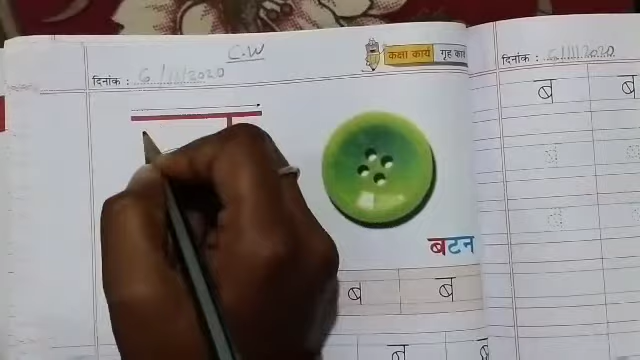 C.W
कक्षा कार्य गृह का
दिनांक : 6/11/2020
दिनांक : 6/11/2020
ब ब
बटन
ब ब
ब ब